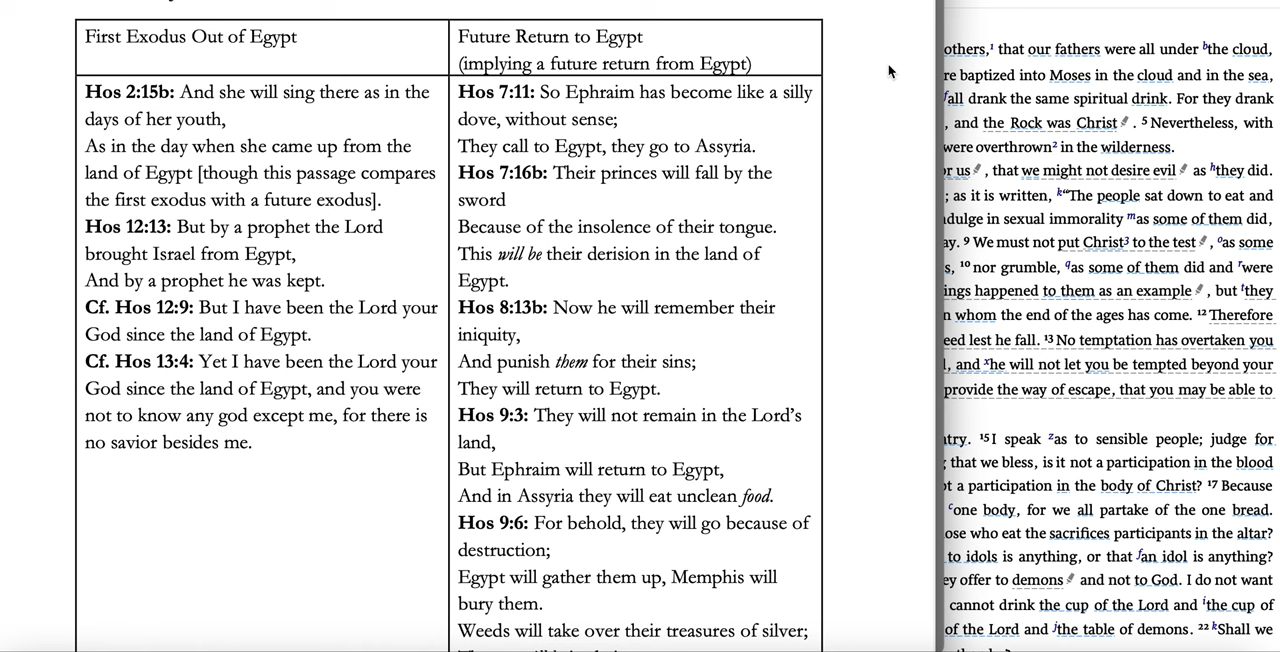 First Exodus Out of Egypt
Future Return to Egypt
(implying a future return from Egypt)
Hos 2:15b: And she will sing there as in the
days of her youth,
As in the day when she came up from the
land of Egypt [though this passage compares
the first exodus with a future exodus].
Hos 12:13: But by a prophet the Lord
brought Israel from Egypt,
And by a prophet he was kept.
Cf. Hos 12:9: But I have been the Lord your
God since the land of Egypt.
Cf. Hos 13:4: Yet I have been the Lord your
God since the land of Egypt, and you were
not to know any god except me, for there is
no savior besides me.
Hos 7:11: So Ephraim has become like a silly
dove, without sense;
They call to Egypt, they go to Assyria.
Hos 7:16b: Their princes will fall by the
sword
Because of the insolence of their tongue.
This will be their derision in the land of
Egypt.
Hos 8:13b: Now he will remember their
iniquity,
And punish them for their sins;
They will return to Egypt.
Hos 9:3: They will not remain in the Lord's
land,
But Ephraim will return to Egypt,
And in Assyria they will eat unclean food.
Hos 9:6: For behold, they will go because of
destruction;
Egypt will gather them up, Memphis will
bury them.
Weeds will take over their treasures of silver;
others,¹ that our fathers were all under ᵇthe cloud,
re baptized into Moses in the cloud and in the sea,
ᶠall drank the same spiritual drink. For they drank
, and the Rock was Christ . ⁵ Nevertheless, with
were overthrown² in the wilderness.
or us , that we might not desire evil as ʰthey did.
; as it is written, ᵏ“The people sat down to eat and
ndulge in sexual immorality ᵐas some of them did,
ay. ⁹ We must not put Christ³ to the test , ᵒas some
s, ¹⁰ nor grumble, ᑫas some of them did and ʳwere
ings happened to them as an example , but ᵗthey
n whom the end of the ages has come. ¹² Therefore
eed lest he fall. ¹³ No temptation has overtaken you
l, and ˣhe will not let you be tempted beyond your
provide the way of escape, that you may be able to
try. ¹⁵ I speak ᶻas to sensible people; judge for
g that we bless, is it not a participation in the blood
ot a participation in the body of Christ? ¹⁷ Because
ᶜone body, for we all partake of the one bread.
ose who eat the sacrifices participants in the altar?
to idols is anything, or that ᶠan idol is anything?
ey offer to demons and not to God. I do not want
cannot drink the cup of the Lord and ⁱthe cup of
of the Lord and ʲthe table of demons. ²² ᵏShall we